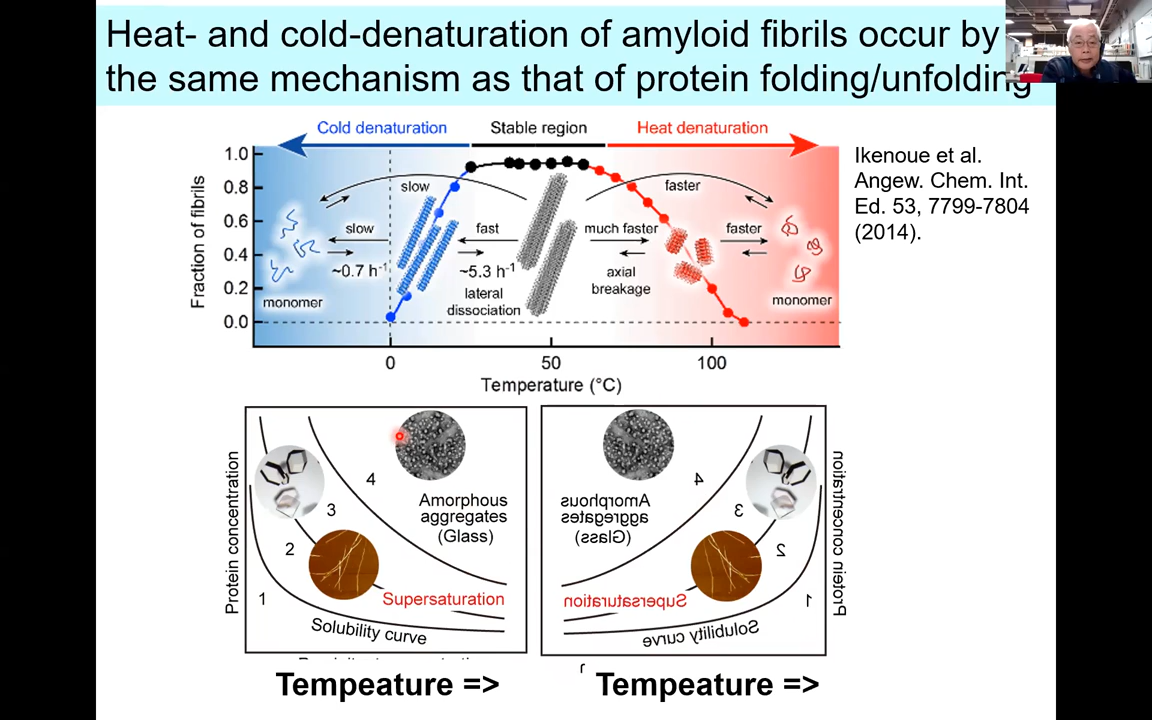 Heat- and cold-denaturation of amyloid fibrils occur by
the same mechanism as that of protein folding/unfolding
Cold denaturation
Stable region
Heat denaturation
Ikenoue et al.
Angew. Chem. Int.
Ed. 53, 7799-7804
(2014).
Fraction of fibrils
1.0
0.8
0.6
0.4
0.2
0.0
slow
faster
slow
fast
much faster
faster
~0.7 h⁻¹
~5.3 h⁻¹
lateral
dissociation
axial
breakage
monomer
monomer
0
50
100
Temperature (°C)
Protein concentration
1
2
3
4
Amorphous
aggregates
(Glass)
Supersaturation
Solubility curve
Amorphous
aggregates
(Glass)
4
3
2
1
Supersaturation
Solubility curve
Protein concentration
Tempeature =>
Tempeature =>